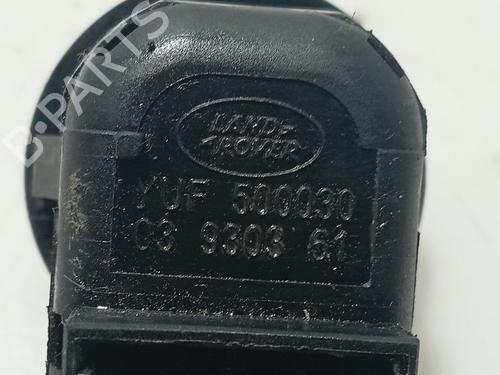 LAND
ROVER
YUF 500030
03 9303 61
B-PARTS